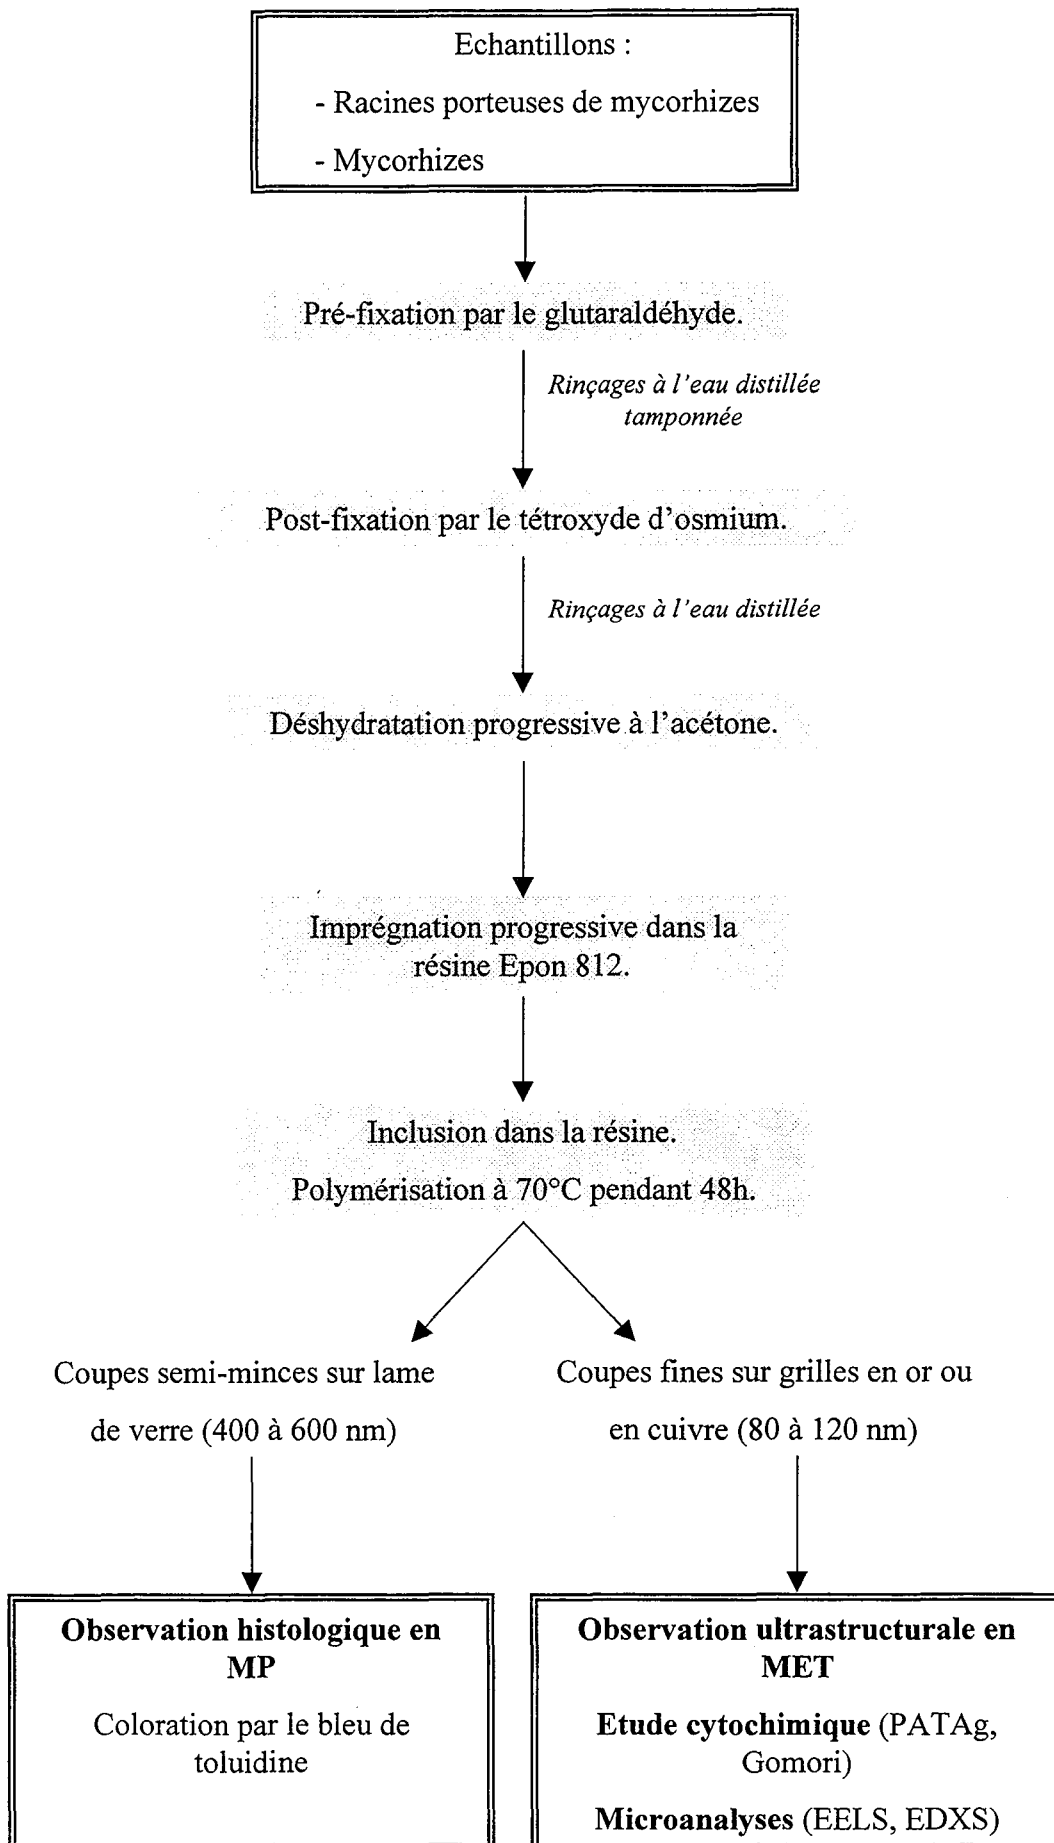 Echantillons :
- Racines porteuses de mycorhizes
- Mycorhizes
Pré-fixation par le glutaraldéhyde.
Rinçages à l'eau distillée
tamponnée
Post-fixation par le tétroxyde d'osmium.
Rinçages à l'eau distillée
Déshydratation progressive à l'acétone.
Imprégnation progressive dans la
résine Epon 812.
Inclusion dans la résine.
Polymérisation à 70°C pendant 48h.
Coupes semi-minces sur lame
de verre (400 à 600 nm)
Coupes fines sur grilles en or ou
en cuivre (80 à 120 nm)
Observation histologique en
MP
Coloration par le bleu de
toluidine
Observation ultrastructurale en
MET
Etude cytochimique (PATAg,
Gomori)
Microanalyses (EELS, EDXS)